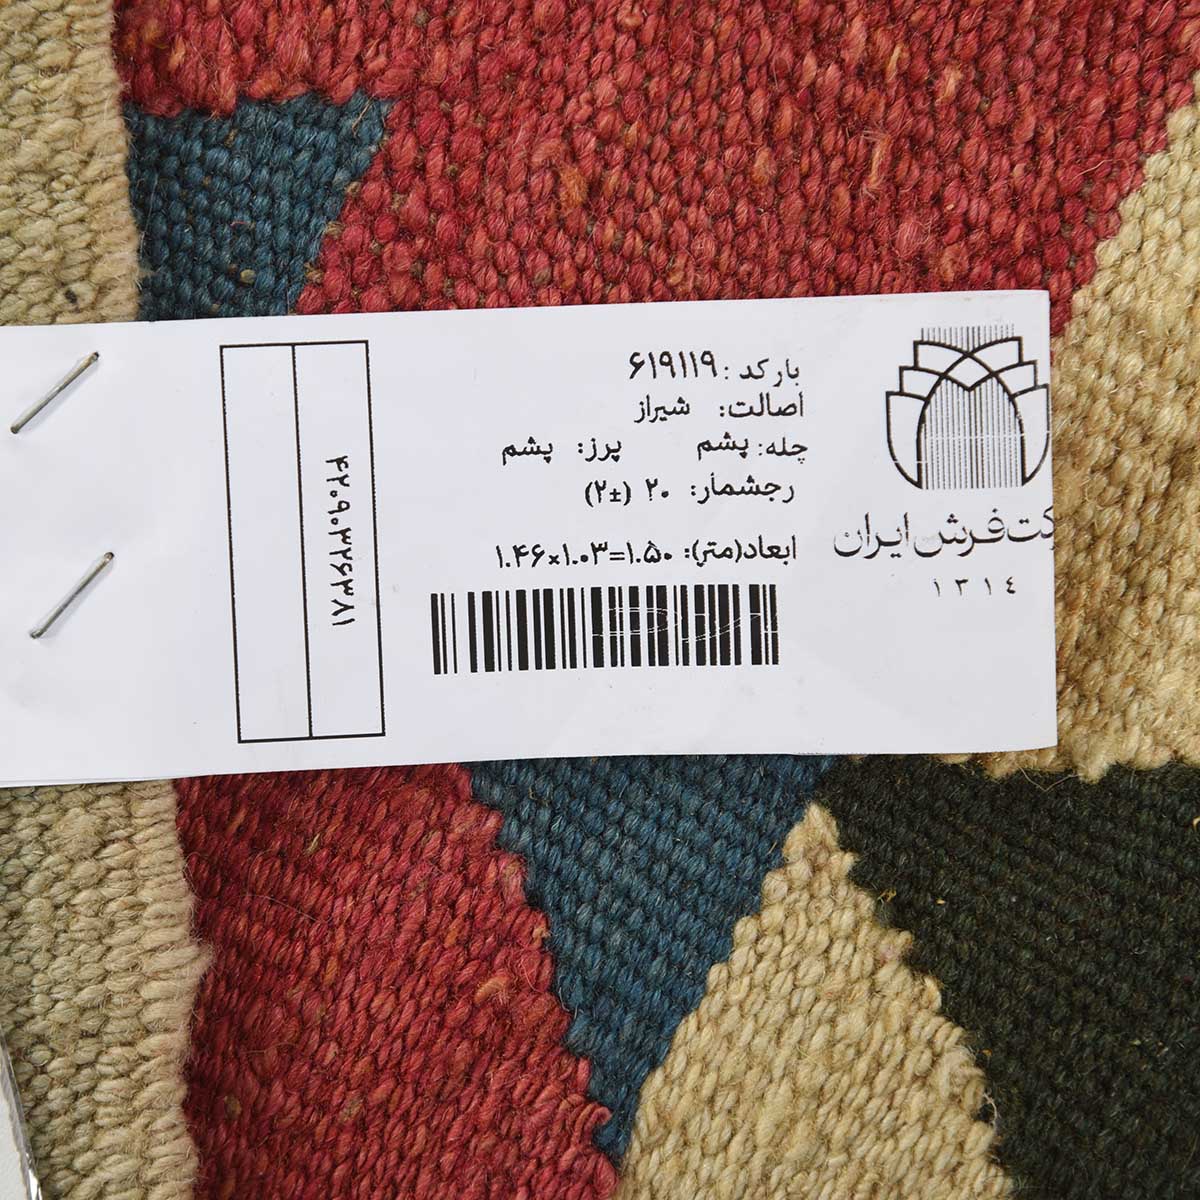 بارکد: ۶۱۹۱۱۹
اصالت: شیراز
چله: پشم پرز: پشم
رجشمار: ۲۰ (±۲)
ابعاد(متر): ۱.۴۶×۱.۰۳=۱.۵۰
کت فرش ایران
۱۳۱٤
۴۲۰۹۰۳۲۶۳۸۱